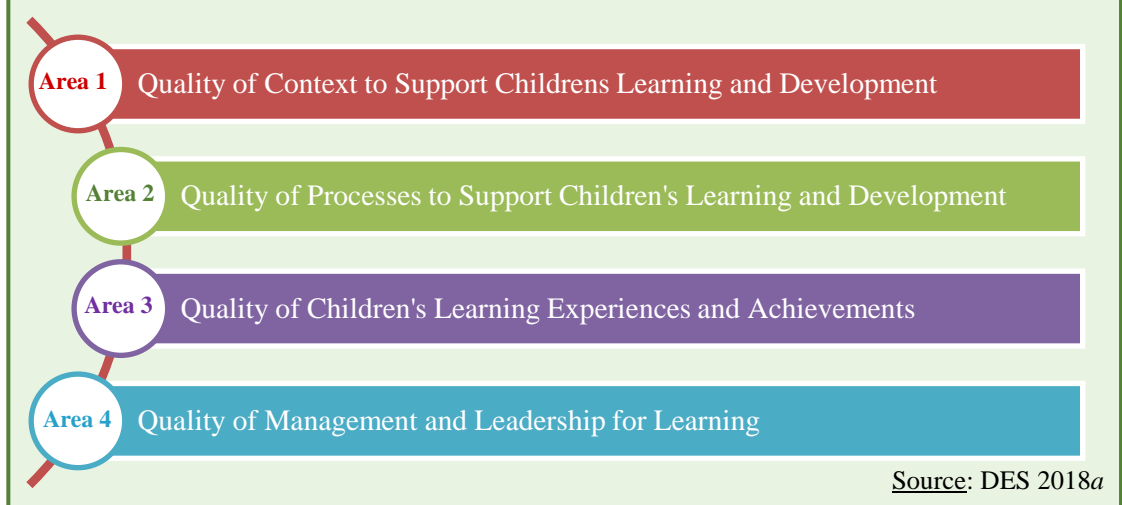 Area 1 Quality of Context to Support Childrens Learning and Development
Area 2 Quality of Processes to Support Children's Learning and Development
Area 3 Quality of Children's Learning Experiences and Achievements
Area 4 Quality of Management and Leadership for Learning
Source: DES 2018a